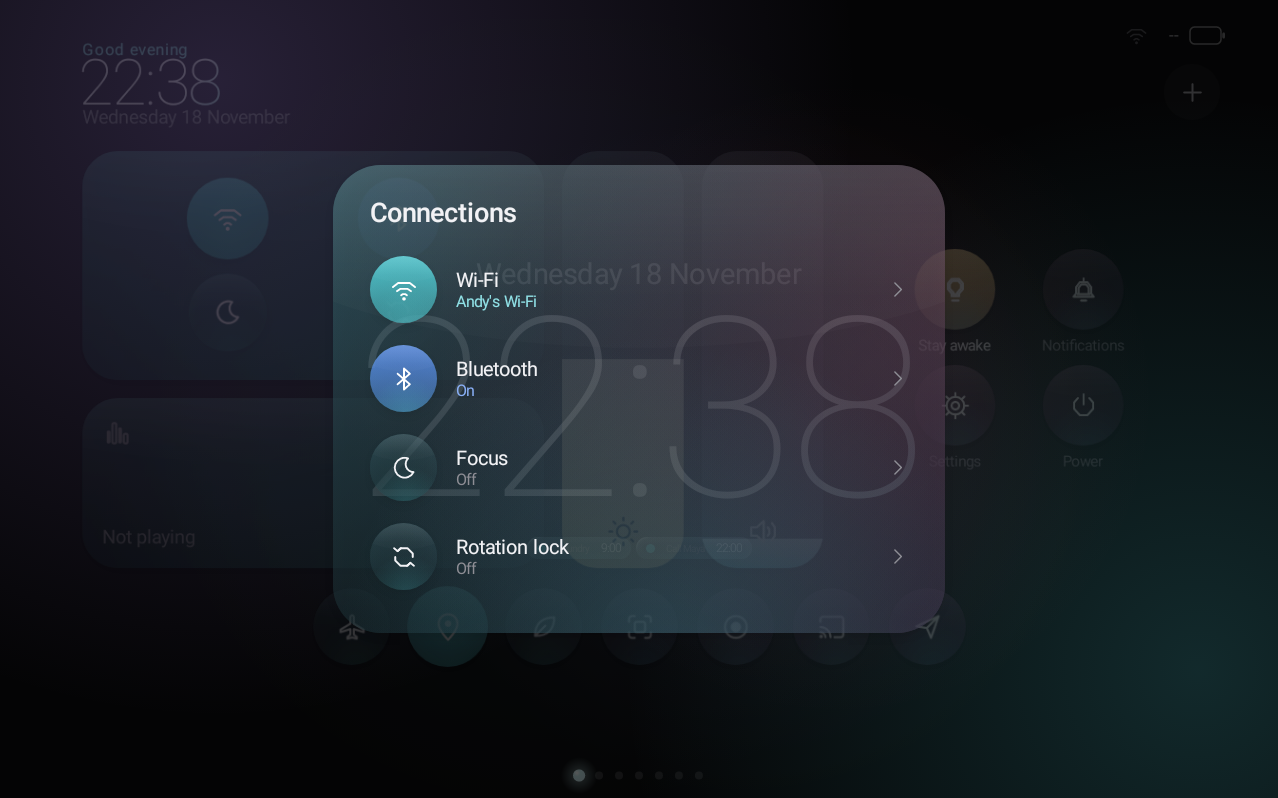 Good evening
22:38
Wednesday 18 November
--
Connections
Wednesday 18 November
Wi-Fi
Andy's Wi-Fi
22:38
Bluetooth
On
Focus
Off
Rotation lock
Off
9:00
22:00
Stay awake
Notifications
Settings
Power
Not playing